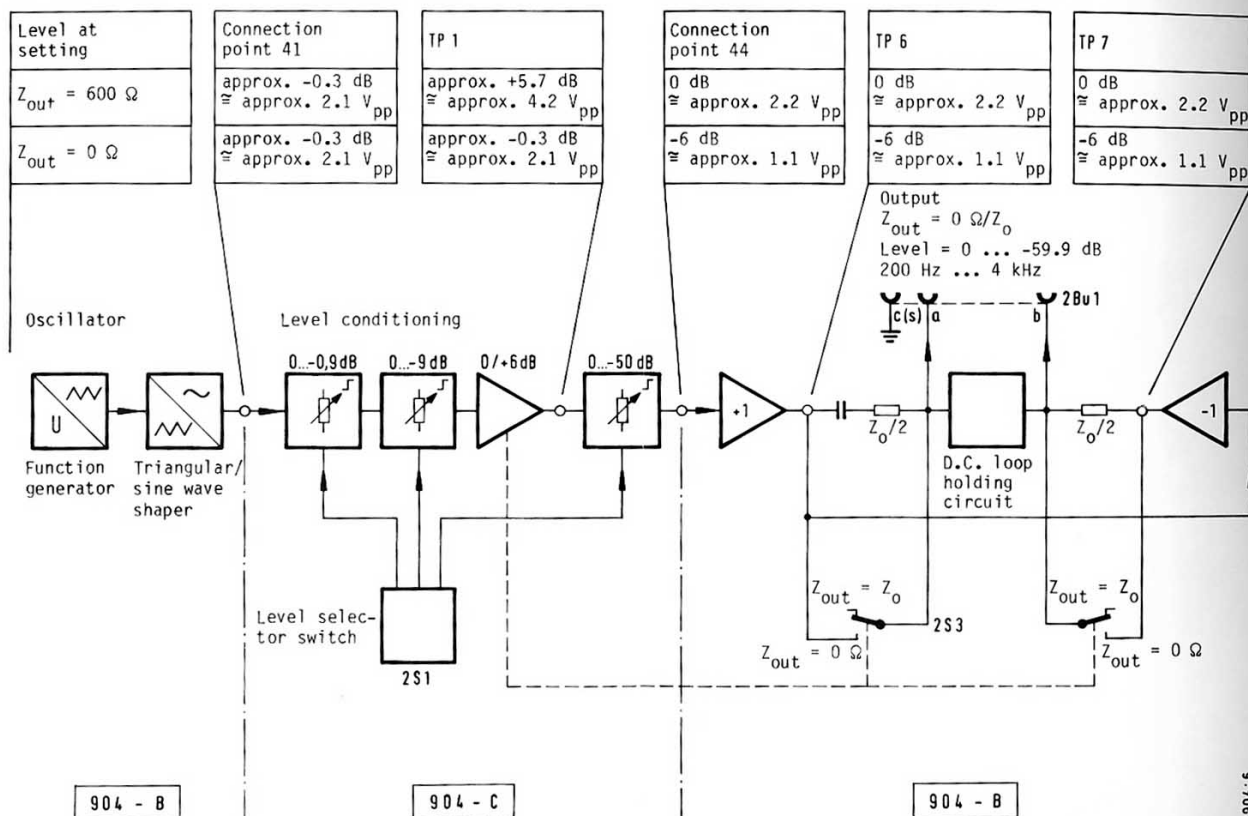 Level at
setting
Z_out = 600 Ω
Z_out = 0 Ω
Connection
point 41
approx. -0.3 dB
≅ approx. 2.1 V_pp
approx. -0.3 dB
≅ approx. 2.1 V_pp
TP 1
approx. +5.7 dB
≅ approx. 4.2 V_pp
approx. -0.3 dB
≅ approx. 2.1 V_pp
Connection
point 44
0 dB
≅ approx. 2.2 V_pp
-6 dB
≅ approx. 1.1 V_pp
TP 6
0 dB
≅ approx. 2.2 V_pp
-6 dB
≅ approx. 1.1 V_pp
TP 7
0 dB
≅ approx. 2.2 V_pp
-6 dB
≅ approx. 1.1 V_pp
Output
Z_out = 0 Ω/Z_o
Level = 0 ... -59.9 dB
200 Hz ... 4 kHz
c(s) a
b
2Bu1
Oscillator
Level conditioning
0...-0,9dB
0...-9dB
0/+6dB
0...-50dB
U
+1
Z_o/2
Z_o/2
-1
Function
generator
Triangular/
sine wave
shaper
D.C. loop
holding
circuit
Level selec-
tor switch
2S1
Z_out = Z_o
2S3
Z_out = 0 Ω
Z_out = Z_o
Z_out = 0 Ω
904 - B
904 - C
904 - B